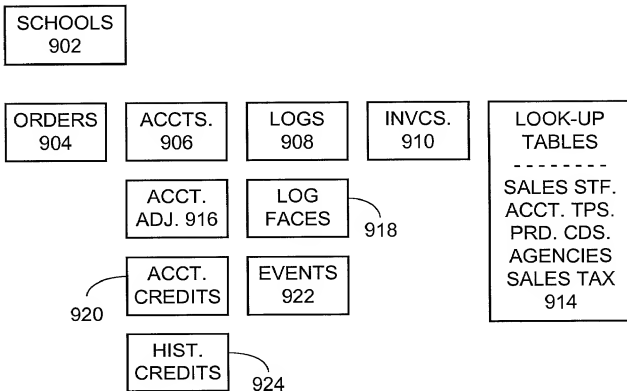 SCHOOLS
902
ORDERS
904
ACCTS.
906
LOGS
908
INVCS.
910
LOOK-UP
TABLES
--------
SALES STF.
ACCT. TPS.
PRD. CDS.
AGENCIES
SALES TAX
914
ACCT.
ADJ. 916
LOG
FACES
918
ACCT.
CREDITS
920
EVENTS
922
HIST.
CREDITS
924